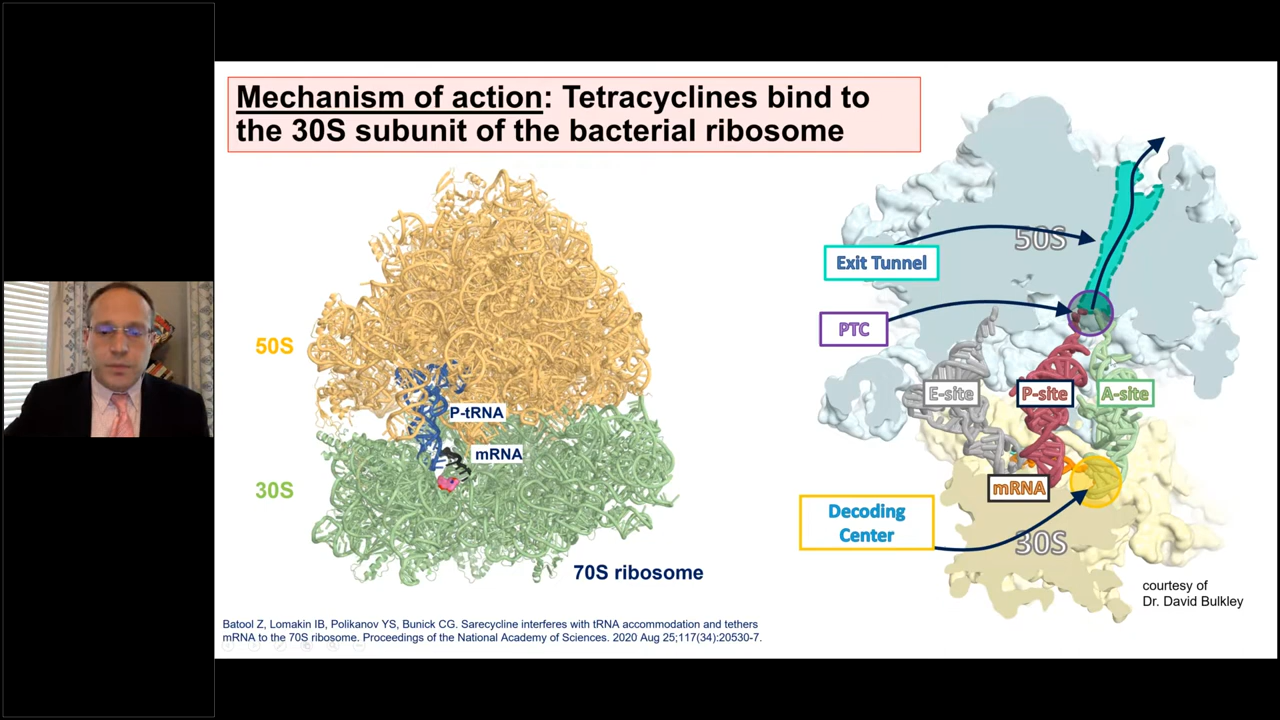 Mechanism of action: Tetracyclines bind to
the 30S subunit of the bacterial ribosome
50S
P-tRNA
mRNA
30S
70S ribosome
50S
Exit Tunnel
PTC
E-site
P-site
A-site
mRNA
Decoding
Center
30S
courtesy of
Dr. David Bulkley
Batool Z, Lomakin IB, Polikanov YS, Bunick CG. Sarecycline interferes with tRNA accommodation and tethers
mRNA to the 70S ribosome. Proceedings of the National Academy of Sciences. 2020 Aug 25;117(34):20530-7.